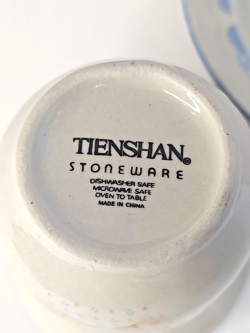 TIENSHAN®
STONEWARE
DISHWASHER SAFE
MICROWAVE SAFE
OVEN TO TABLE
MADE IN CHINA